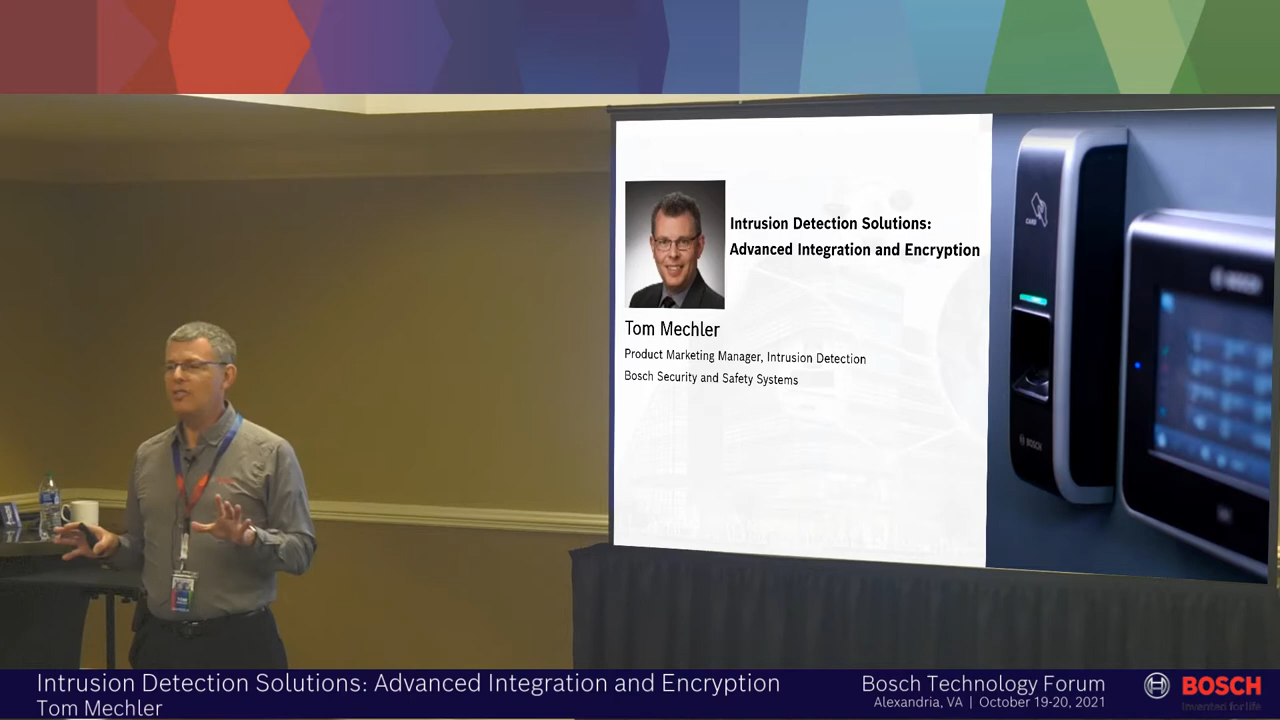 Intrusion Detection Solutions:
Advanced Integration and Encryption
Tom Mechler
Product Marketing Manager, Intrusion Detection
Bosch Security and Safety Systems
CARD
BOSCH
BOSCH
Intrusion Detection Solutions: Advanced Integration and Encryption
Tom Mechler
Bosch Technology Forum
Alexandria, VA | October 19-20, 2021
BOSCH
Invented for life